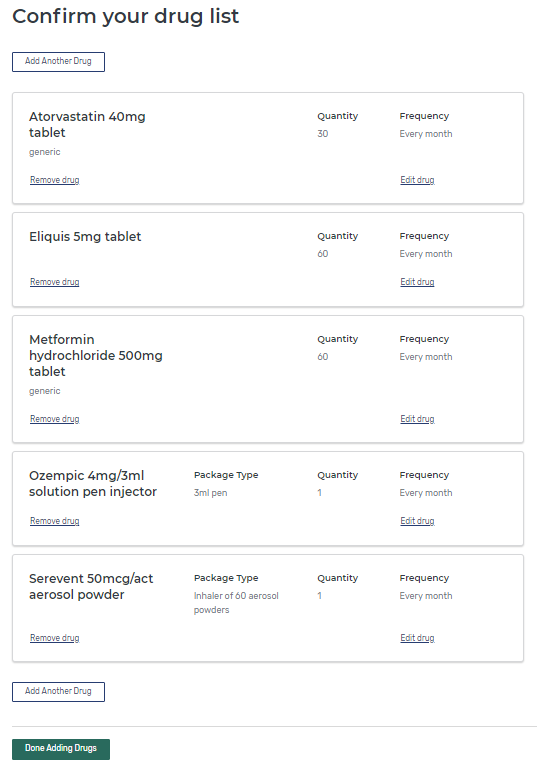 Confirm your drug list
Add Another Drug
Atorvastatin 40mg Quantity Frequency
tablet 30 Every month
generic
Remove drug Edit drug
Eliquis 5mg tablet Quantity Frequency
60 Every month
Remove drug Edit drug
Metformin Quantity Frequency
hydrochloride 500mg 60 Every month
tablet
generic
Remove drug Edit drug
Ozempic 4mg/3ml Package Type Quantity Frequency
solution pen injector 3ml pen 1 Every month
Remove drug Edit drug
Serevent 50mcg/act Package Type Quantity Frequency
aerosol powder Inhaler of 60 aerosol 1 Every month
powders
Remove drug Edit drug
Add Another Drug
Done Adding Drugs